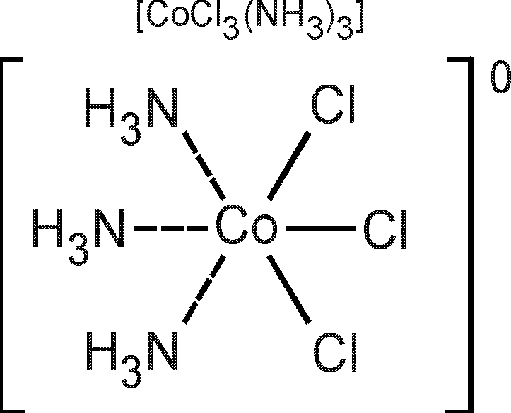 [CoCl₃(NH₃)₃]
0
H₃N Cl
H₃N Co Cl
H₃N Cl